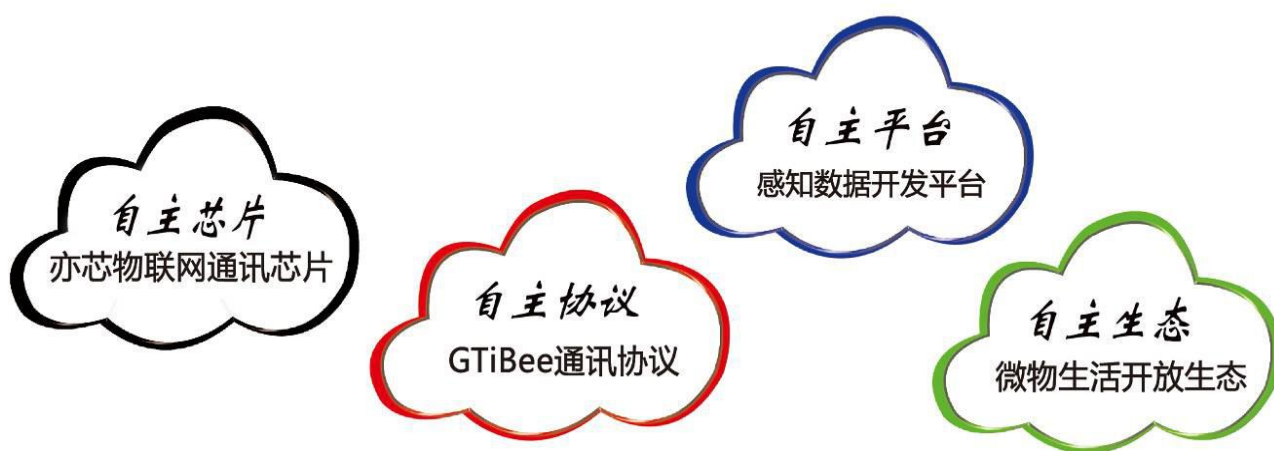 自主芯片
亦芯物联网通讯芯片
自主协议
GTiBee通讯协议
自主平台
感知数据开发平台
自主生态
微物生活开放生态